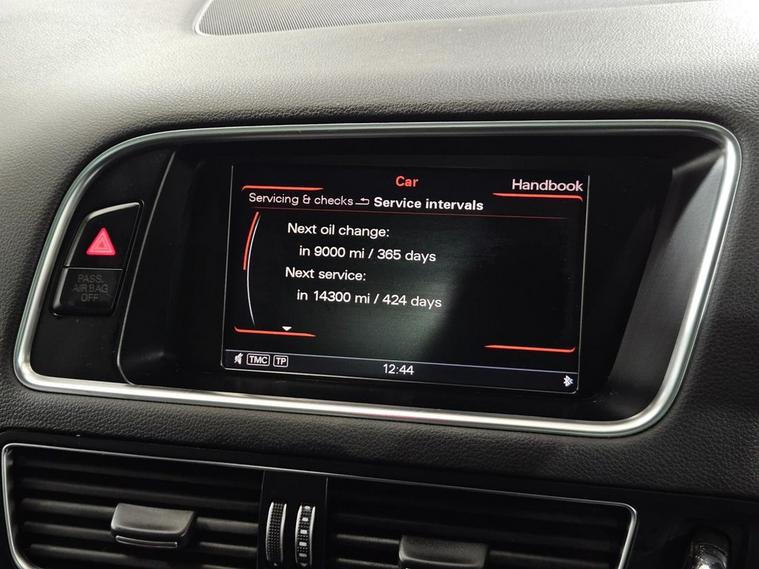 Car
Handbook
Servicing & checks Service intervals
Next oil change:
in 9000 mi / 365 days
Next service:
in 14300 mi / 424 days
PASS.
AIR BAG
OFF
TMC TP
12:44